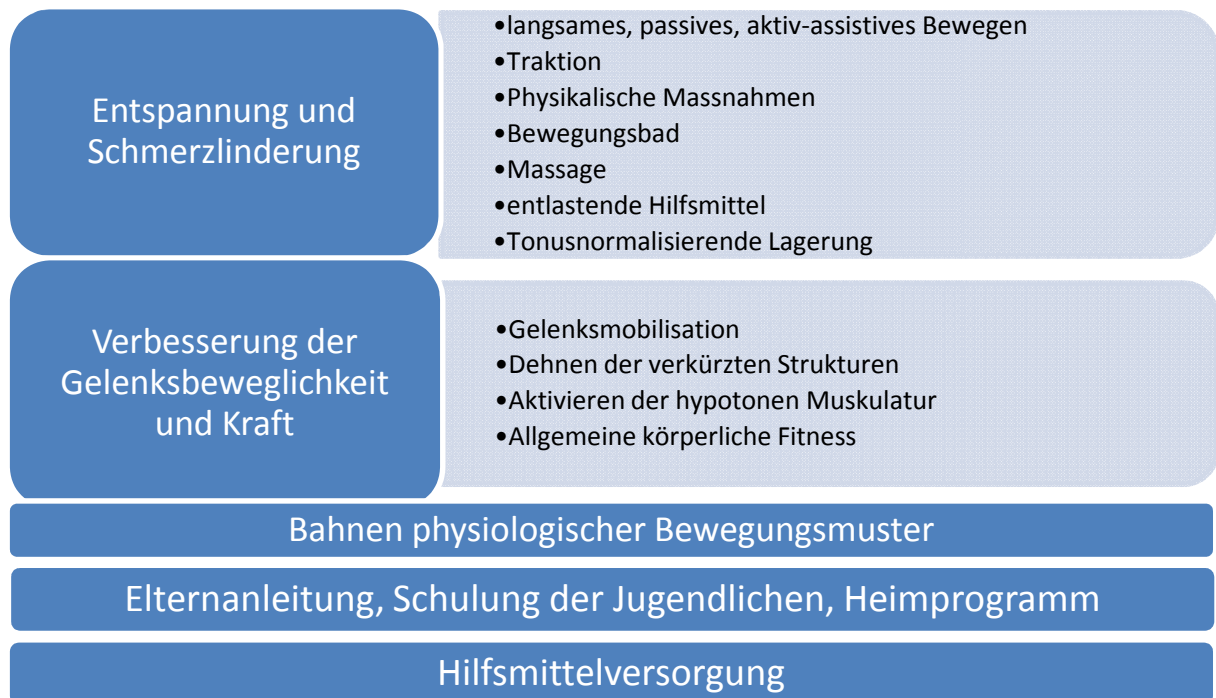 Entspannung und
Schmerzlinderung
•langsames, passives, aktiv-assistives Bewegen
•Traktion
•Physikalische Massnahmen
•Bewegungsbad
•Massage
•entlastende Hilfsmittel
•Tonusnormalisierende Lagerung
Verbesserung der
Gelenksbeweglichkeit
und Kraft
•Gelenksmobilisation
•Dehnen der verkürzten Strukturen
•Aktivieren der hypotonen Muskulatur
•Allgemeine körperliche Fitness
Bahnen physiologischer Bewegungsmuster
Elternanleitung, Schulung der Jugendlichen, Heimprogramm
Hilfsmittelversorgung